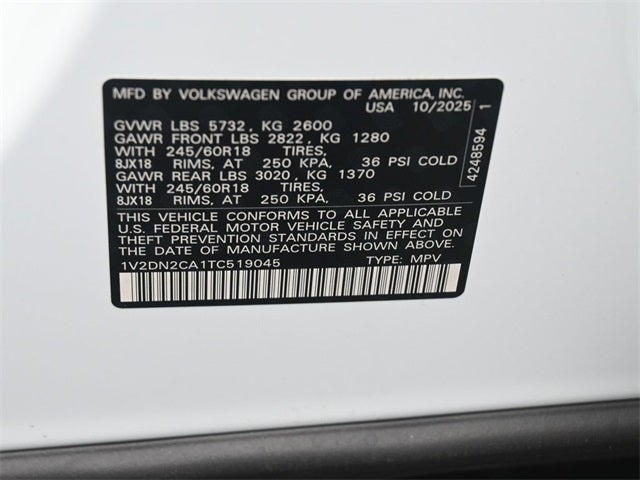 MFD BY VOLKSWAGEN GROUP OF AMERICA, INC.
USA 10/2025
GVWR LBS 5732, KG 2600
GAWR FRONT LBS 2822, KG 1280
WITH 245/60R18 TIRES,
8JX18 RIMS, AT 250 KPA, 36 PSI COLD
GAWR REAR LBS 3020, KG 1370
WITH 245/60R18 TIRES,
8JX18 RIMS, AT 250 KPA, 36 PSI COLD
THIS VEHICLE CONFORMS TO ALL APPLICABLE
U.S. FEDERAL MOTOR VEHICLE SAFETY AND
THEFT PREVENTION STANDARDS IN EFFECT ON
THE DATE OF MANUFACTURE SHOWN ABOVE.
1V2DN2CA1TC519045 TYPE: MPV
4248594 1